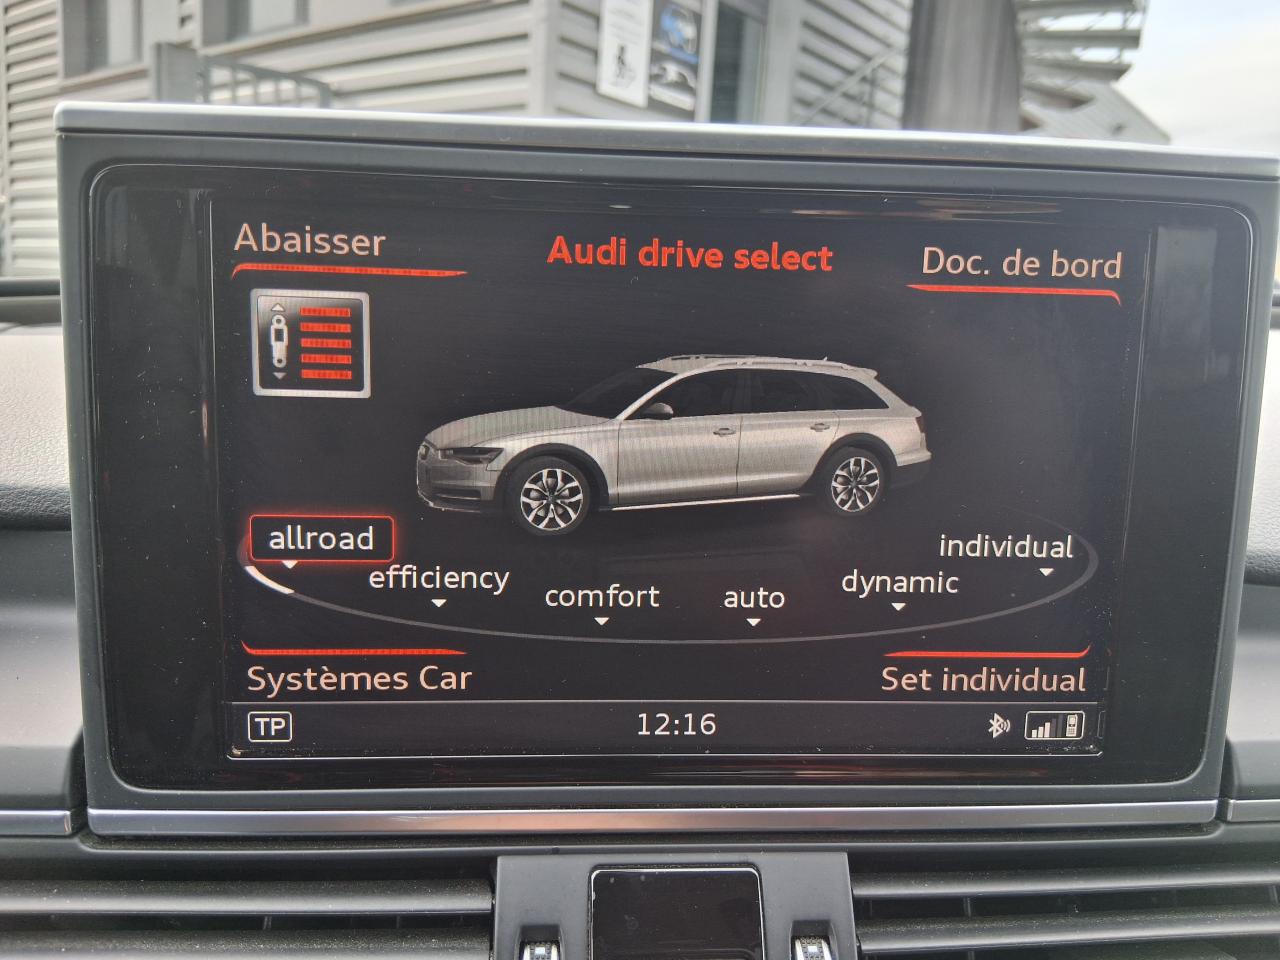 Abaisser
Audi drive select
Doc. de bord
allroad
efficiency
comfort
auto
dynamic
individual
Systèmes Car
Set individual
TP
12:16